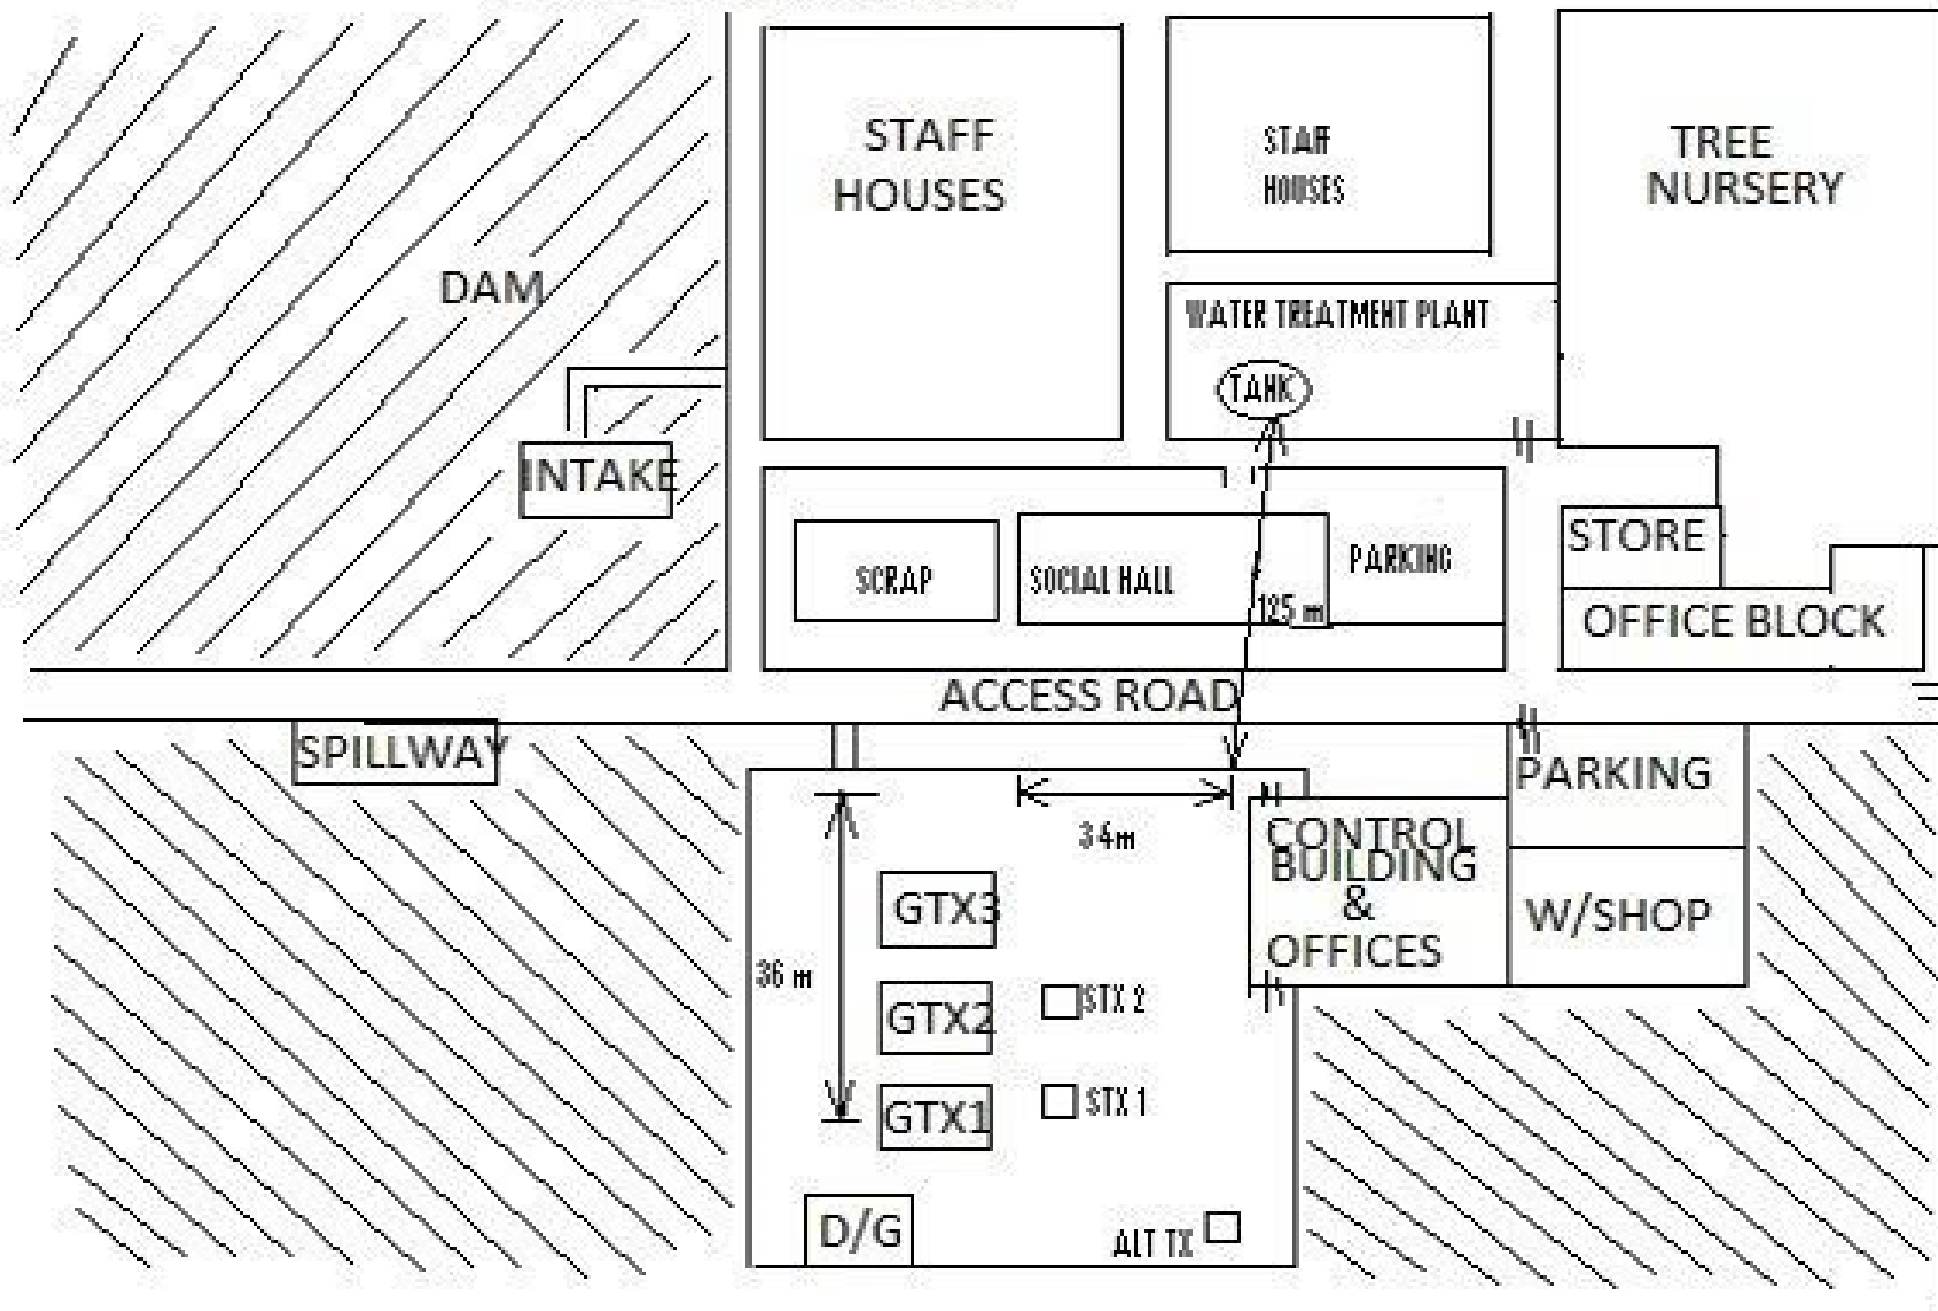 STAFF
HOUSES
STAFF
HOUSES
TREE
NURSERY
DAM
WATER TREATMENT PLANT
TANK
INTAKE
SCRAP
SOCIAL HALL
PARKING
125 m
STORE
OFFICE BLOCK
ACCESS ROAD
SPILLWAY
34m
PARKING
CONTROL
BUILDING
&
OFFICES
W/SHOP
GTX3
36 m
GTX2
STX 2
GTX1
STX 1
D/G
ALT TX